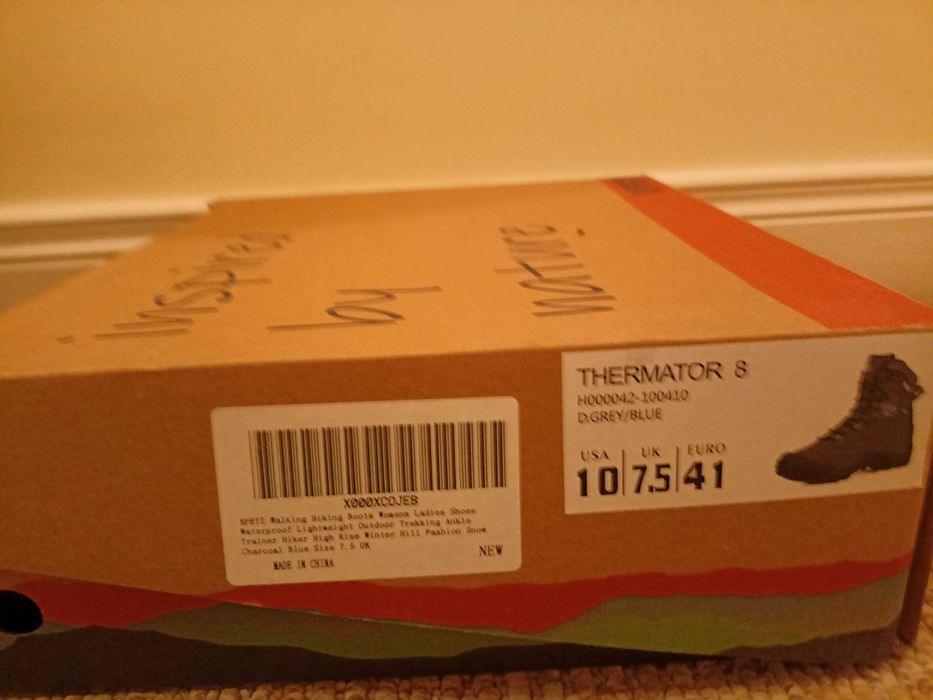 inspired
by
nature
THERMATOR 8
H000042-100410
D.GREY/BLUE
USA UK EURO
10 7.5 41
X000XCOJEB
XPETI Walking Hiking Boots Womens Ladies Shoes
Waterproof Lightweight Outdoor Trekking Ankle
Trainer Hiker High Rise Winter Hill Fashion Snow
Charcoal Blue Size 7.5 UK
NEW
MADE IN CHINA